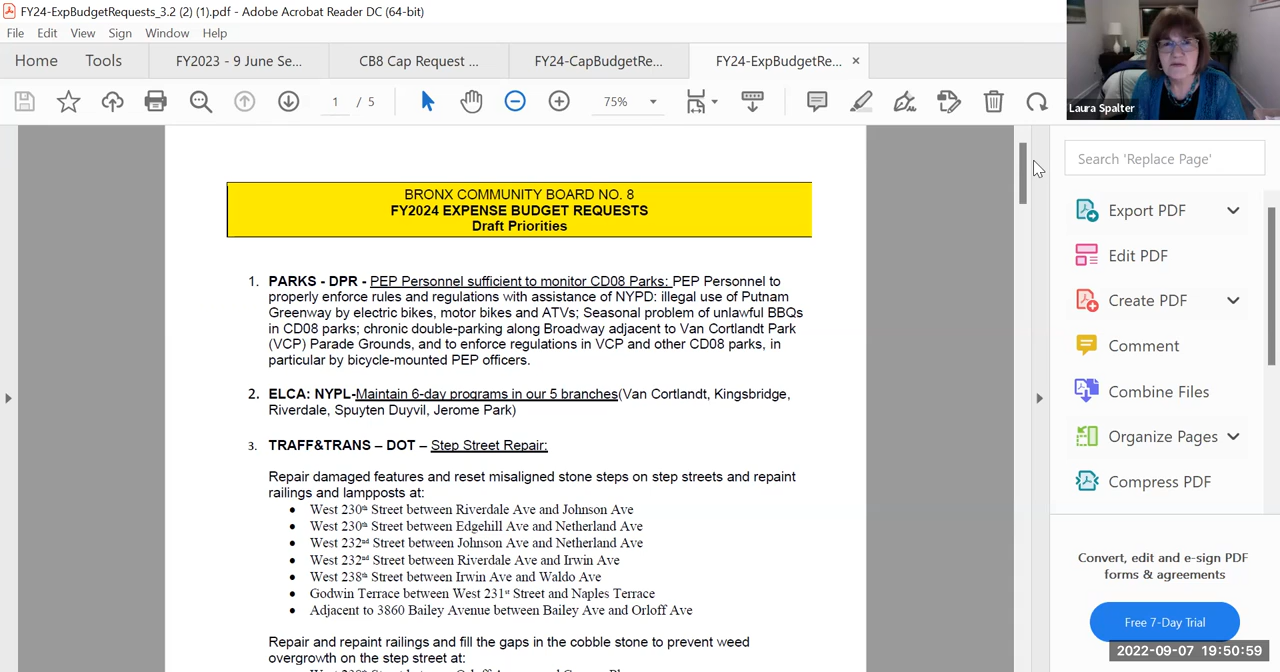 FY24-ExpBudgetRequests_3.2 (2) (1).pdf - Adobe Acrobat Reader DC (64-bit)
File Edit View Sign Window Help
Home Tools FY2023 - 9 June Se... CB8 Cap Request ... FY24-CapBudgetRe... FY24-ExpBudgetRe... ×
1 / 5 75%
Laura Spalter
BRONX COMMUNITY BOARD NO. 8
FY2024 EXPENSE BUDGET REQUESTS
Draft Priorities
1. PARKS - DPR - PEP Personnel sufficient to monitor CD08 Parks: PEP Personnel to
properly enforce rules and regulations with assistance of NYPD: illegal use of Putnam
Greenway by electric bikes, motor bikes and ATVs; Seasonal problem of unlawful BBQs
in CD08 parks; chronic double-parking along Broadway adjacent to Van Cortlandt Park
(VCP) Parade Grounds, and to enforce regulations in VCP and other CD08 parks, in
particular by bicycle-mounted PEP officers.
2. ELCA: NYPL-Maintain 6-day programs in our 5 branches(Van Cortlandt, Kingsbridge,
Riverdale, Spuyten Duyvil, Jerome Park)
3. TRAFF&TRANS – DOT – Step Street Repair:
Repair damaged features and reset misaligned stone steps on step streets and repaint
railings and lampposts at:
• West 230th Street between Riverdale Ave and Johnson Ave
• West 230th Street between Edgehill Ave and Netherland Ave
• West 232nd Street between Johnson Ave and Netherland Ave
• West 232nd Street between Riverdale Ave and Irwin Ave
• West 238th Street between Irwin Ave and Waldo Ave
• Godwin Terrace between West 231st Street and Naples Terrace
• Adjacent to 3860 Bailey Avenue between Bailey Ave and Orloff Ave
Repair and repaint railings and fill the gaps in the cobble stone to prevent weed
overgrowth on the step street at:
Search 'Replace Page'
Export PDF
Edit PDF
Create PDF
Comment
Combine Files
Organize Pages
Compress PDF
Convert, edit and e-sign PDF
forms & agreements
Free 7-Day Trial
2022-09-07 19:50:59